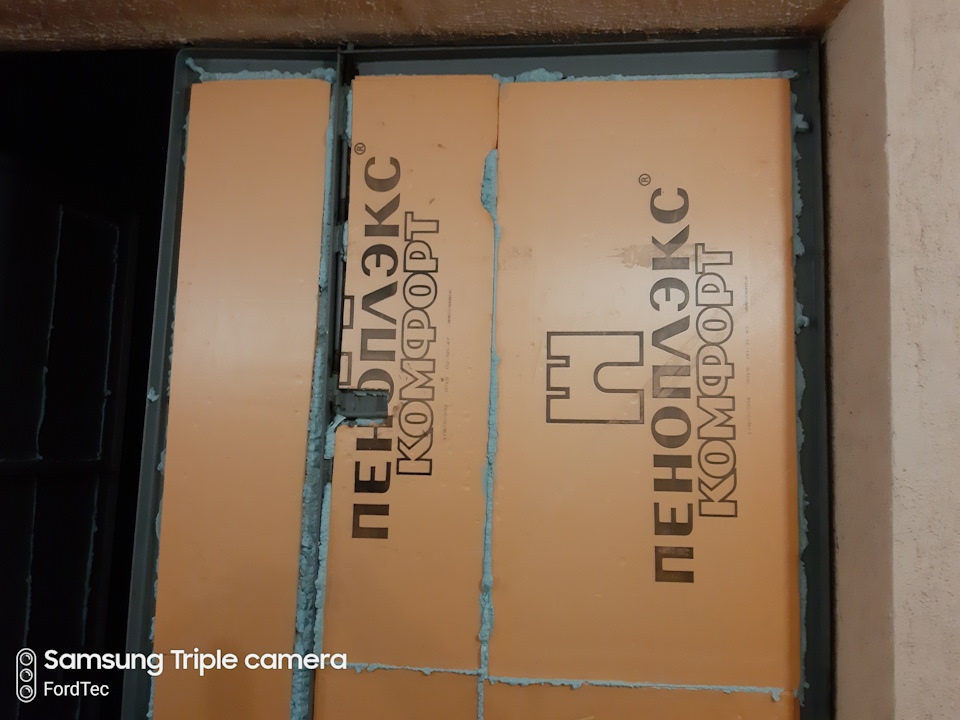 ПЕНОПЛЭКС®
КОМФОРТ
ПЕНОПЛЭКС®
КОМФОРТ
Samsung Triple camera
FordTec